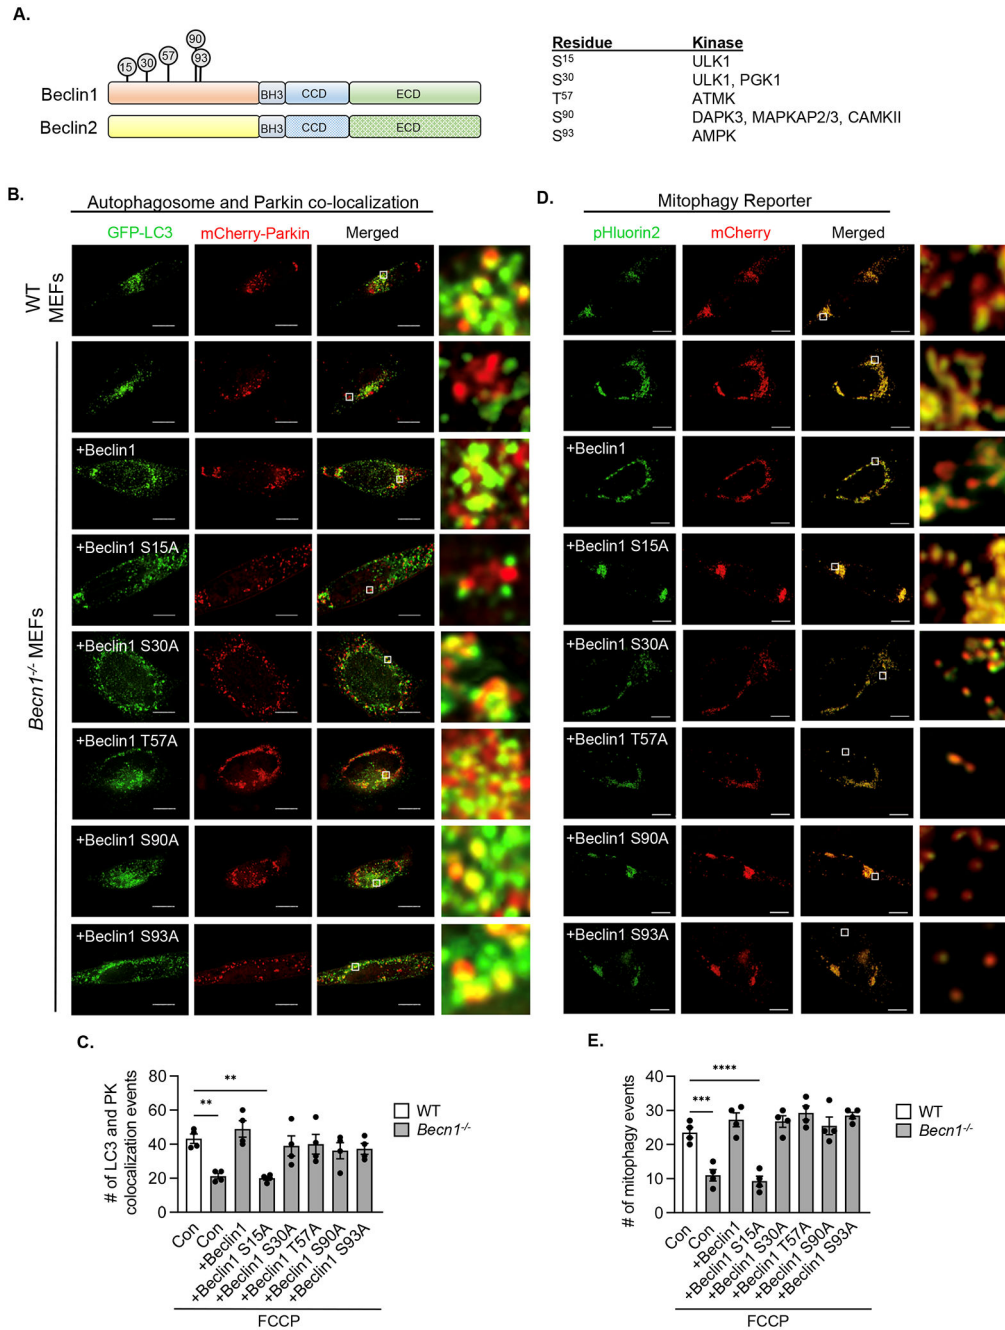 A.
15 30 57 90 93
Beclin1 BH3 CCD ECD
Beclin2 BH3 CCD ECD
Residue Kinase
S15 ULK1
S30 ULK1, PGK1
T57 ATMK
S90 DAPK3, MAPKAP2/3, CAMKII
S93 AMPK
B.
Autophagosome and Parkin co-localization
GFP-LC3 mCherry-Parkin Merged
WT MEFs
Becn1-/- MEFs
+Beclin1
+Beclin1 S15A
+Beclin1 S30A
+Beclin1 T57A
+Beclin1 S90A
+Beclin1 S93A
D.
Mitophagy Reporter
pHluorin2 mCherry Merged
+Beclin1
+Beclin1 S15A
+Beclin1 S30A
+Beclin1 T57A
+Beclin1 S90A
+Beclin1 S93A
C.
# of LC3 and PK
colocalization events
80
60
40
20
0
**
**
WT
Becn1-/-
Con
Con
+Beclin1
+Beclin1 S15A
+Beclin1 S30A
+Beclin1 T57A
+Beclin1 S90A
+Beclin1 S93A
FCCP
E.
# of mitophagy events
40
30
20
10
0
****
***
WT
Becn1-/-
Con
Con
+Beclin1
+Beclin1 S15A
+Beclin1 S30A
+Beclin1 T57A
+Beclin1 S90A
+Beclin1 S93A
FCCP